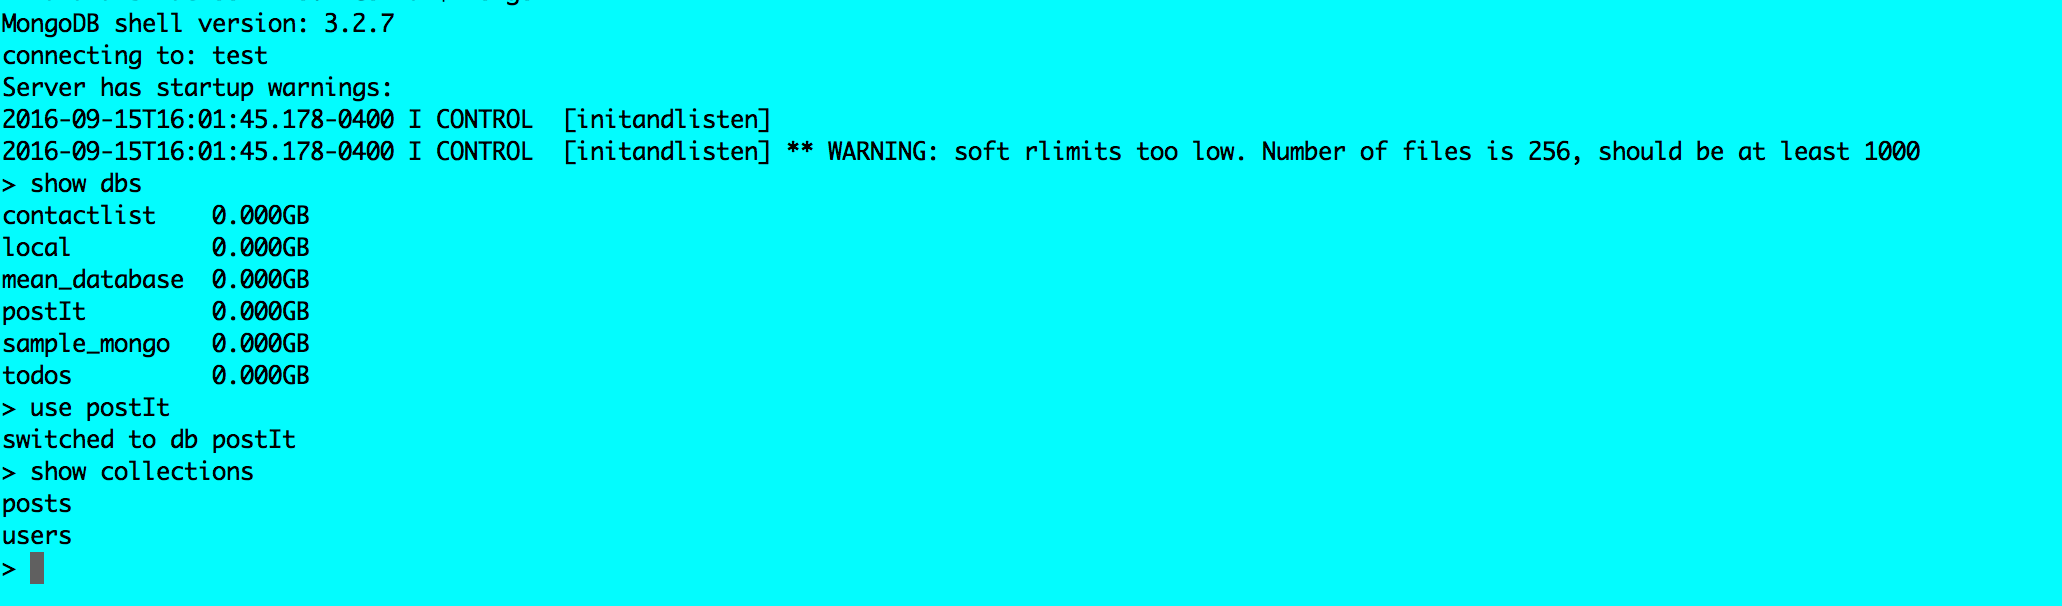 MongoDB shell version: 3.2.7
connecting to: test
Server has startup warnings:
2016-09-15T16:01:45.178-0400 I CONTROL  [initandlisten]
2016-09-15T16:01:45.178-0400 I CONTROL  [initandlisten] ** WARNING: soft rlimits too low. Number of files is 256, should be at least 1000
> show dbs
contactlist    0.000GB
local          0.000GB
mean_database  0.000GB
postIt         0.000GB
sample_mongo   0.000GB
todos          0.000GB
> use postIt
switched to db postIt
> show collections
posts
users
>